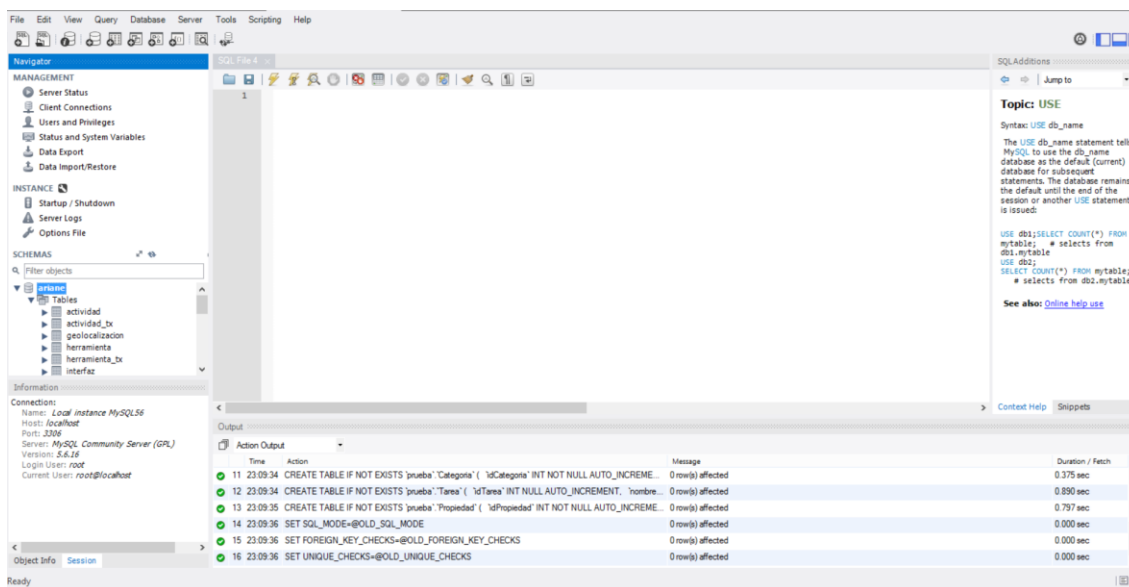 File Edit View Query Database Server Tools Scripting Help
Navigator
MANAGEMENT
Server Status
Client Connections
Users and Privileges
Status and System Variables
Data Export
Data Import/Restore
INSTANCE
Startup / Shutdown
Server Logs
Options File
SCHEMAS
Filter objects
ariane
Tables
actividad
actividad_tx
geolocalizacion
herramienta
herramienta_tx
interfaz
Information
Connection:
Name: Local instance MySQL56
Host: localhost
Port: 3306
Server: MySQL Community Server (GPL)
Version: 5.6.16
Login User: root
Current User: root@localhost
Object Info Session
Ready
SQL File 4
1
Output
Action Output
Time Action Message Duration / Fetch
11 23:09:34 CREATE TABLE IF NOT EXISTS `prueba`.`Categoria` ( `idCategoria` INT NOT NULL AUTO_INCREME... 0 row(s) affected 0.375 sec
12 23:09:34 CREATE TABLE IF NOT EXISTS `prueba`.`Tarea` ( `idTarea` INT NULL AUTO_INCREMENT, `nombre... 0 row(s) affected 0.890 sec
13 23:09:35 CREATE TABLE IF NOT EXISTS `prueba`.`Propiedad` ( `idPropiedad` INT NOT NULL AUTO_INCREME... 0 row(s) affected 0.797 sec
14 23:09:36 SET SQL_MODE=@OLD_SQL_MODE 0 row(s) affected 0.000 sec
15 23:09:36 SET FOREIGN_KEY_CHECKS=@OLD_FOREIGN_KEY_CHECKS 0 row(s) affected 0.000 sec
16 23:09:36 SET UNIQUE_CHECKS=@OLD_UNIQUE_CHECKS 0 row(s) affected 0.000 sec
SQLAdditions
Jump to
Topic: USE
Syntax: USE db_name
The USE db_name statement tell
MySQL to use the db_name
database as the default (current)
database for subsequent
statements. The database remains
the default until the end of the
session or another USE statement
is issued:
USE db1;SELECT COUNT(*) FROM
mytable; # selects from
db1.mytable
USE db2;
SELECT COUNT(*) FROM mytable;
# selects from db2.mytable
See also: Online help use
Context Help Snippets